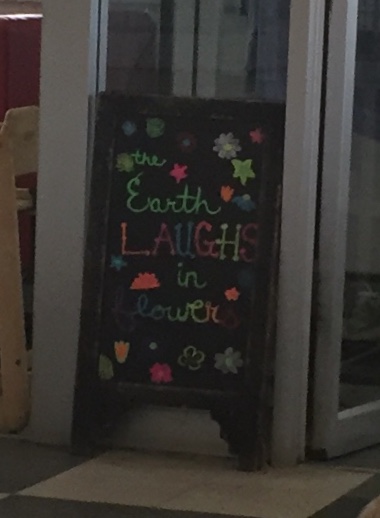 the
Earth
LAUGHS
in
flowers